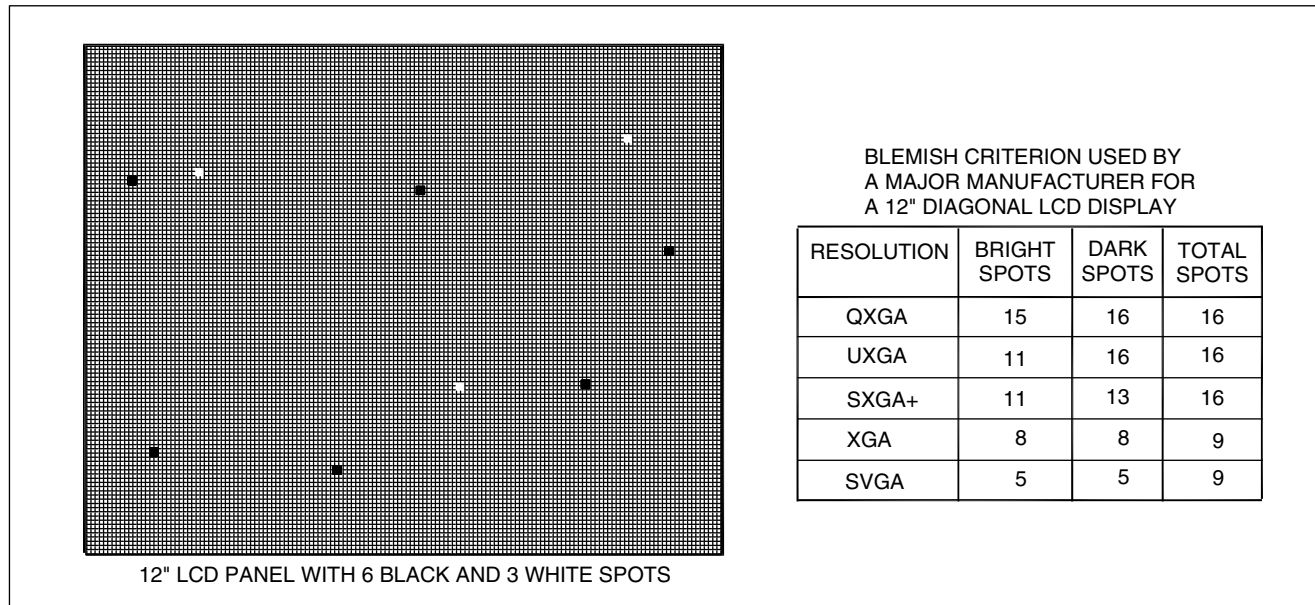 12" LCD PANEL WITH 6 BLACK AND 3 WHITE SPOTS
BLEMISH CRITERION USED BY
A MAJOR MANUFACTURER FOR
A 12" DIAGONAL LCD DISPLAY
RESOLUTION BRIGHT SPOTS DARK SPOTS TOTAL SPOTS
QXGA 15 16 16
UXGA 11 16 16
SXGA+ 11 13 16
XGA 8 8 9
SVGA 5 5 9